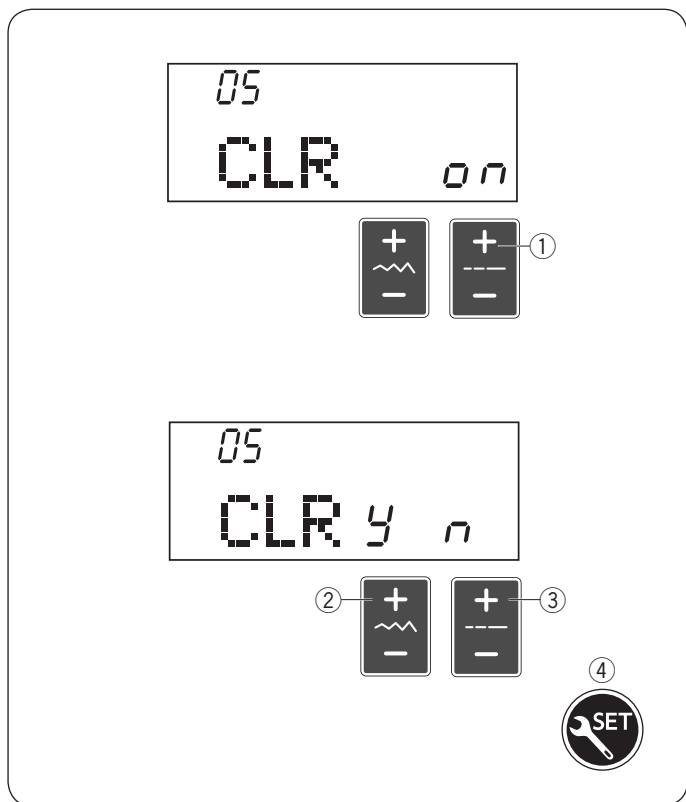 05
CLR on
+ +
①
− −
05
CLR y n
② + + ③
− −
④
SET